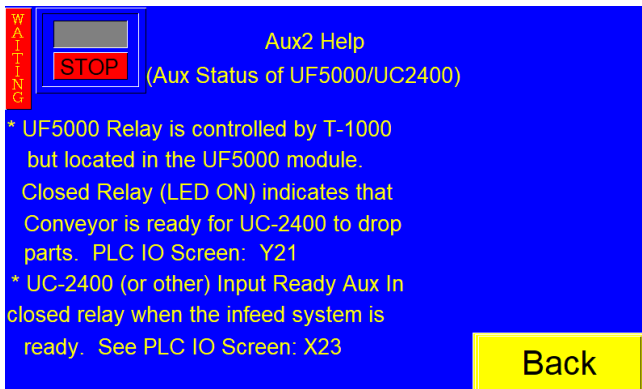 WAITING
STOP
Aux2 Help
(Aux Status of UF5000/UC2400)
* UF5000 Relay is controlled by T-1000
but located in the UF5000 module.
Closed Relay (LED ON) indicates that
Conveyor is ready for UC-2400 to drop
parts. PLC IO Screen: Y21
* UC-2400 (or other) Input Ready Aux In
closed relay when the infeed system is
ready. See PLC IO Screen: X23
Back